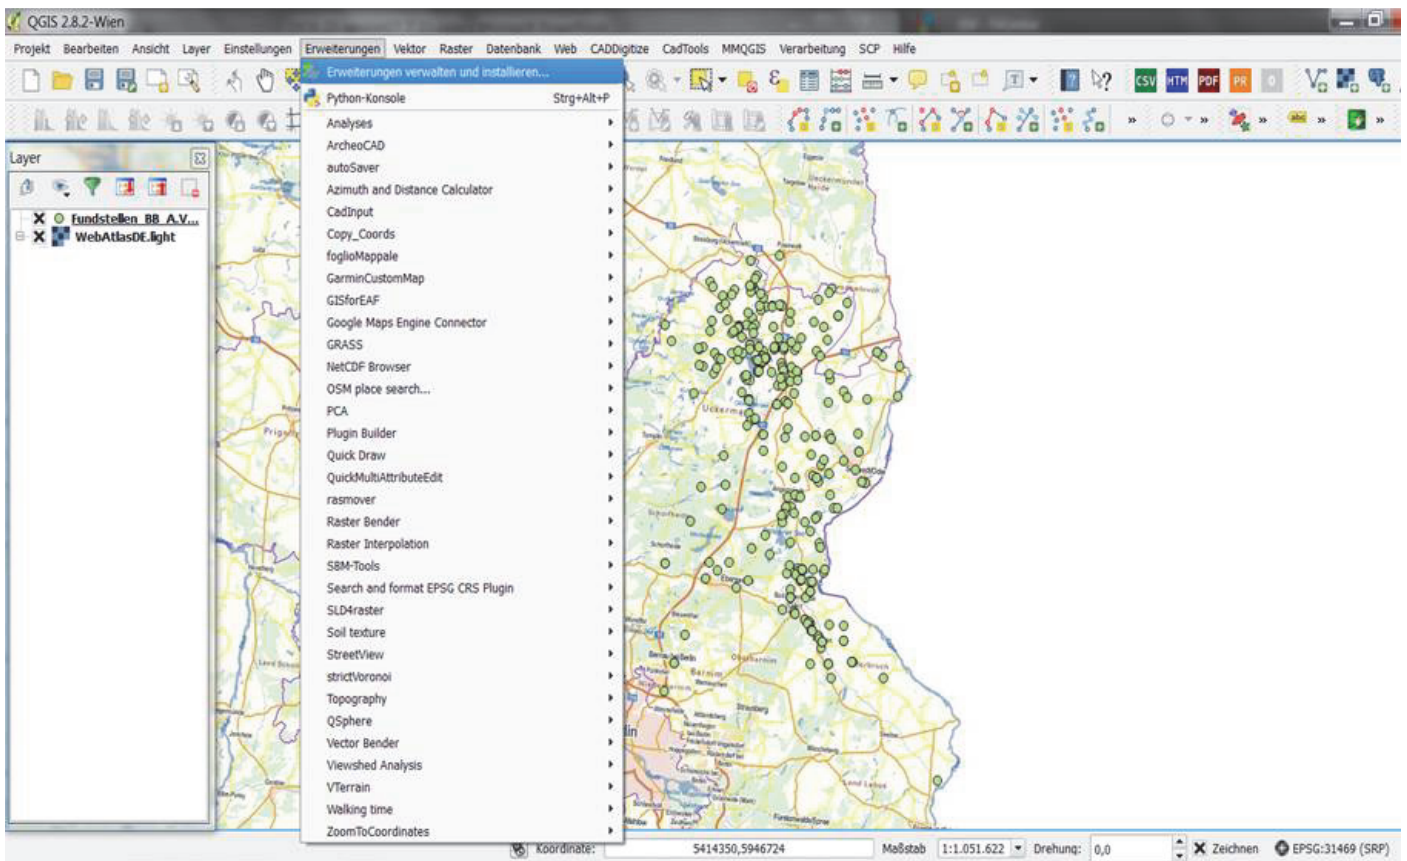 QGIS 2.8.2-Wien
Projekt Bearbeiten Ansicht Layer Einstellungen Erweiterungen Vektor Raster Datenbank Web CADDigitize CadTools MMQGIS Verarbeitung SCP Hilfe
Erweiterungen verwalten und installieren...
CSV HTM PDF PR
Python-Konsole Strg+Alt+P
Analyses
abc
ArcheoCAD
Layer
autoSaver
Azimuth and Distance Calculator
CadInput
Fundstellen_BB_A.V...
Copy_Coords
WebAtlasDE.light
foglioMappale
GarminCustomMap
GISforEAF
Google Maps Engine Connector
GRASS
NetCDF Browser
OSM place search...
PCA
Plugin Builder
Quick Draw
QuickMultiAttributeEdit
rasmover
Raster Bender
Raster Interpolation
SBM-Tools
Search and format EPSG CRS Plugin
SLD4raster
Soil texture
StreetView
strictVoronoi
Topography
QSphere
Vector Bender
Viewshed Analysis
VTerrain
Walking time
ZoomToCoordinates
Barnim
Strausberg
Koordinate: 5414350,5946724 Maßstab 1:1.051.622 Drehung: 0,0 Zeichnen EPSG:31469 (SRP)